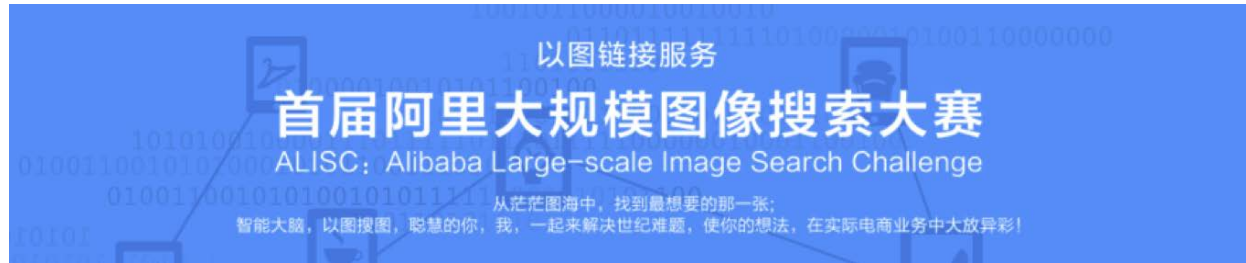 100101100001001 0010
0110111111110100000010100110000000
以图链接服务
首届阿里大规模图像搜索大赛
ALISC：Alibaba Large-scale Image Search Challenge
从茫茫图海中，找到最想要的那一张；
智能大脑，以图搜图，聪慧的你，我，一起来解决世纪难题，使你的想法，在实际电商业务中大放异彩！